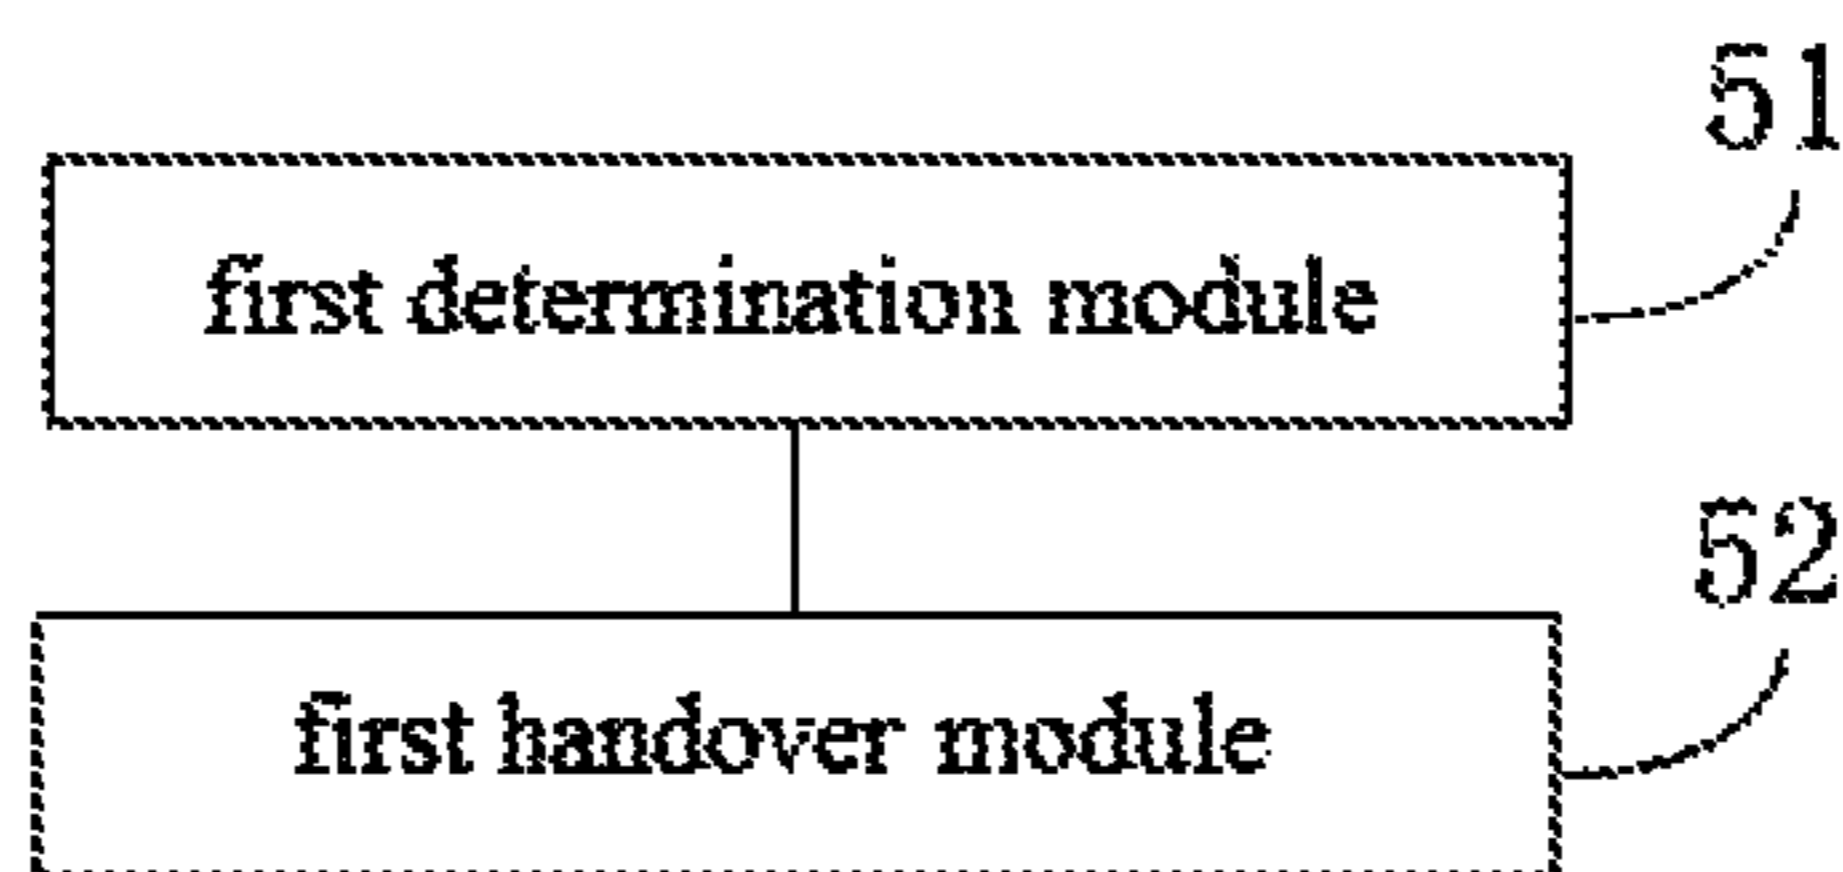 51
first determination module
52
first handover module